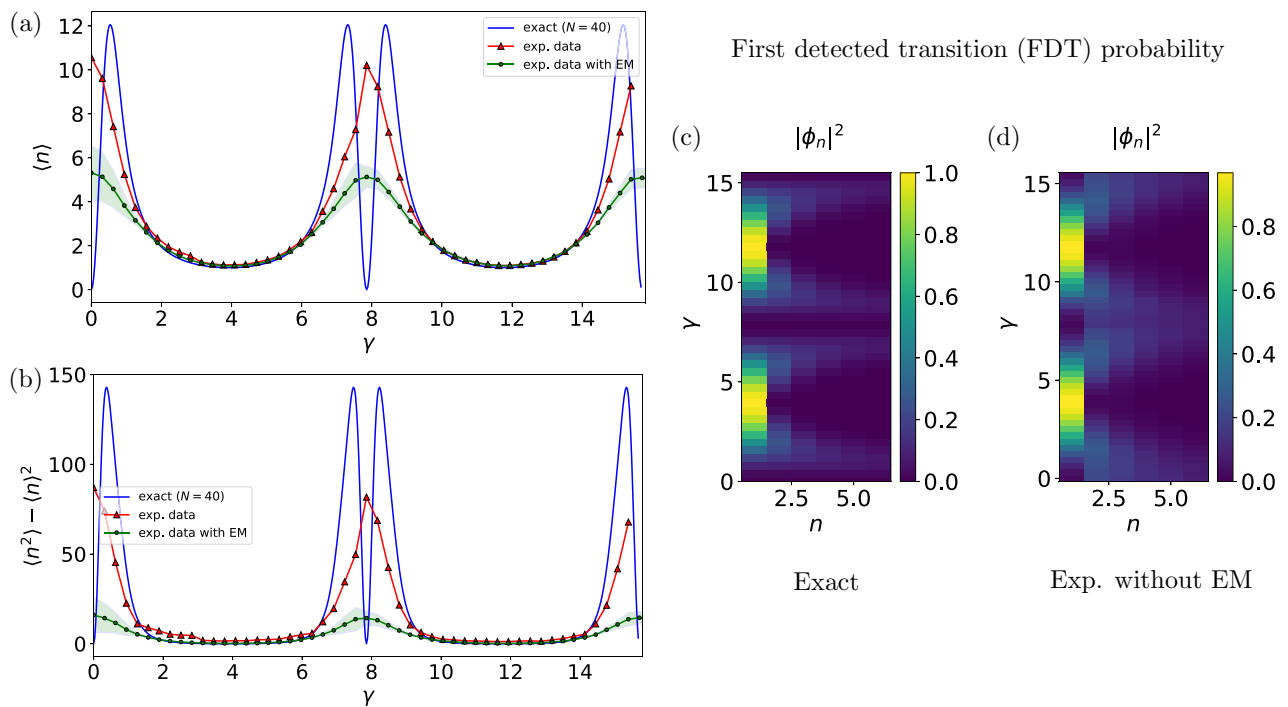 (a)
12
10
8
6
4
2
0
⟨n⟩
exact (N = 40)
exp. data
exp. data with EM
0 2 4 6 8 10 12 14
γ
(b)
150
100
50
0
⟨n²⟩ − ⟨n⟩²
exact (N = 40)
exp. data
exp. data with EM
0 2 4 6 8 10 12 14
γ
First detected transition (FDT) probability
(c)
|ϕₙ|²
γ
15
10
5
0
2.5 5.0
n
1.0
0.8
0.6
0.4
0.2
0.0
Exact
(d)
|ϕₙ|²
γ
15
10
5
0
2.5 5.0
n
0.8
0.6
0.4
0.2
0.0
Exp. without EM